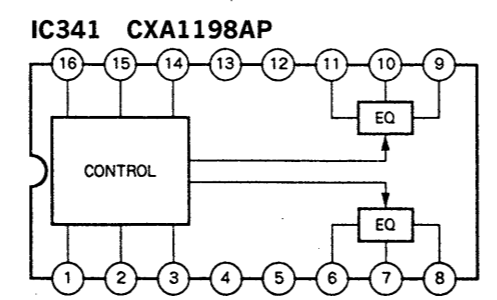 IC341 CXA1198AP
16 15 14 13 12 11 10 9
EQ
CONTROL
EQ
1 2 3 4 5 6 7 8